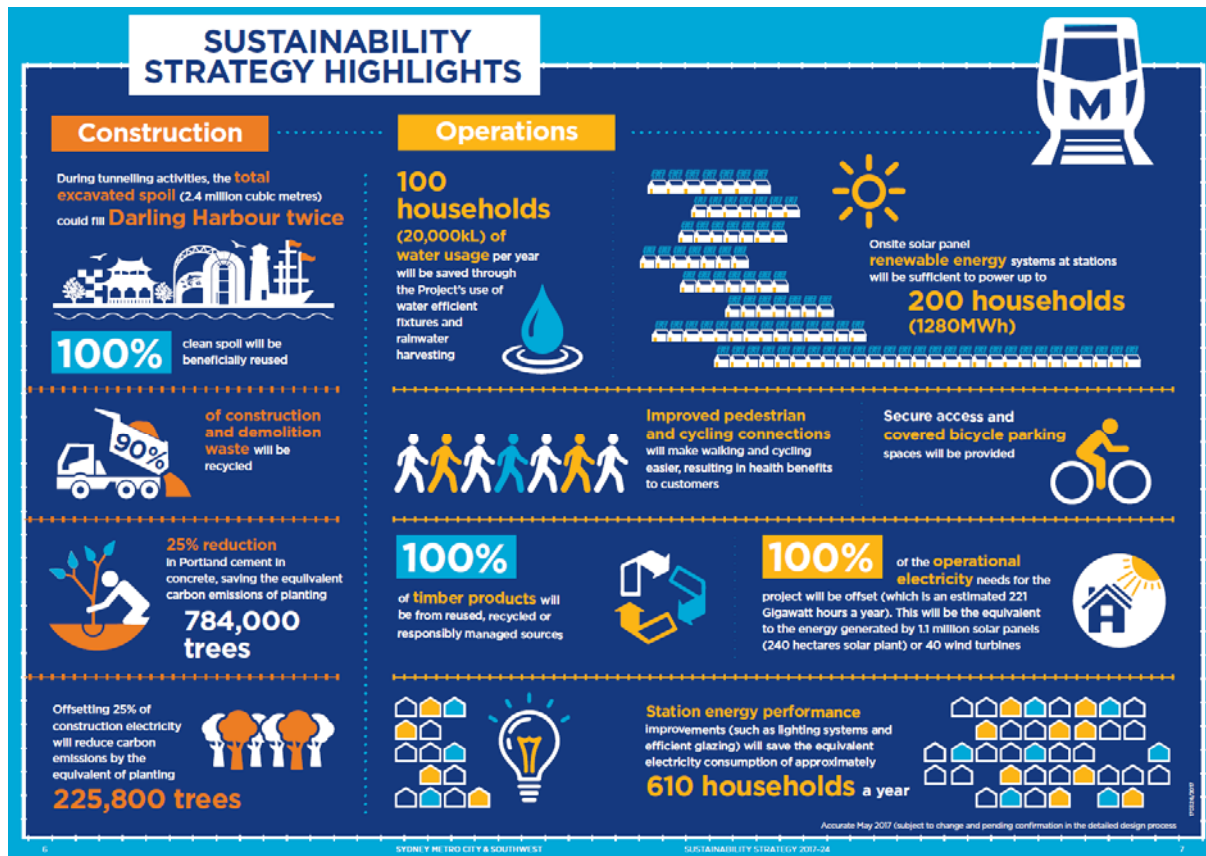 SUSTAINABILITY
STRATEGY HIGHLIGHTS
M
Construction
During tunnelling activities, the total
excavated spoil (2.4 million cubic metres)
could fill Darling Harbour twice
100%
clean spoil will be
beneficially reused
90%
of construction
and demolition
waste will be
recycled
25% reduction
in Portland cement in
concrete, saving the equilivalent
carbon emissions of planting
784,000
trees
Offsetting 25% of
construction electricity
will reduce carbon
emissions by the
equivalent of planting
225,800 trees
Operations
100
households
(20,000kL) of
water usage per year
will be saved through
the Project's use of
water efficient
fixtures and
rainwater
harvesting
Onsite solar panel
renewable energy systems at stations
will be sufficient to power up to
200 households
(1280MWh)
Improved pedestrian
and cycling connections
will make walking and cycling
easier, resulting in health benefits
to customers
Secure access and
covered bicycle parking
spaces will be provided
100%
of timber products will
be from reused, recycled or
responsibly managed sources
100%
of the operational
electricity needs for the
project will be offset (which is an estimated 221
Gigawatt hours a year). This will be the equivalent
to the energy generated by 1.1 million solar panels
(240 hectares solar plant) or 40 wind turbines
Station energy performance
improvements (such as lighting systems and
efficient glazing) will save the equivalent
electricity consumption of approximately
610 households a year
Accurate May 2017 (subject to change and pending confirmation in the detailed design process
6
SYDNEY METRO CITY & SOUTHWEST
SUSTAINABILITY STRATEGY 2017-24
7